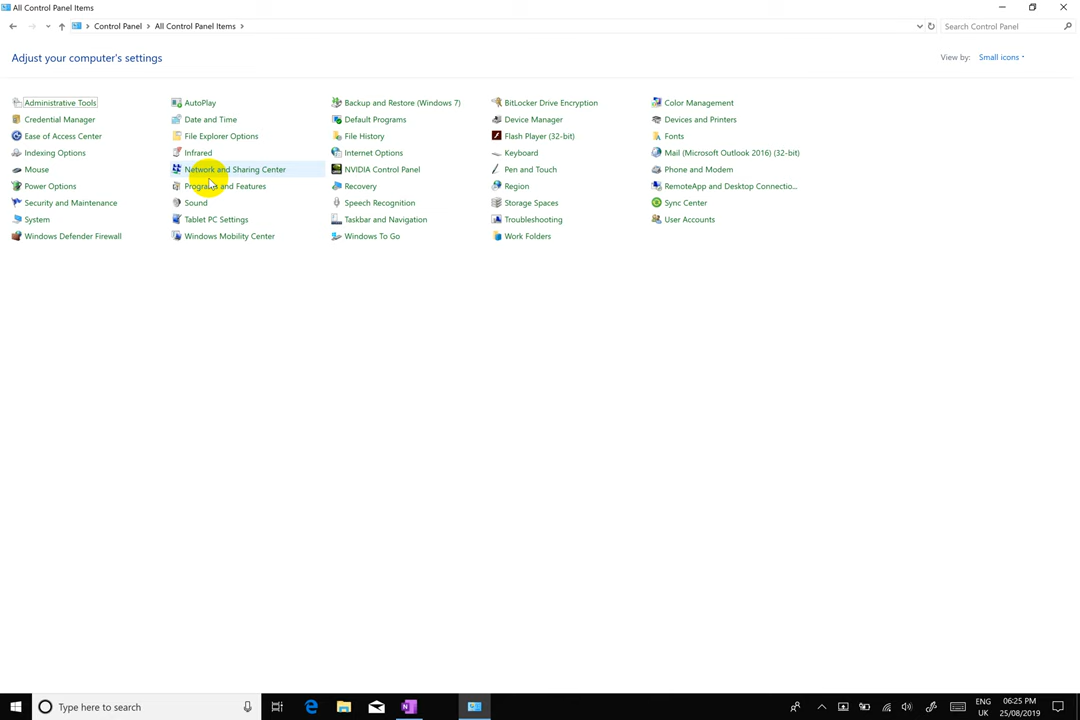 All Control Panel Items
Control Panel
All Control Panel Items
Search Control Panel
Adjust your computer's settings
View by:
Small icons
Administrative Tools
AutoPlay
Backup and Restore (Windows 7)
BitLocker Drive Encryption
Color Management
Credential Manager
Date and Time
Default Programs
Device Manager
Devices and Printers
Ease of Access Center
File Explorer Options
File History
Flash Player (32-bit)
Fonts
Indexing Options
Infrared
Internet Options
Keyboard
Mail (Microsoft Outlook 2016) (32-bit)
Mouse
Network and Sharing Center
NVIDIA Control Panel
Pen and Touch
Phone and Modem
Power Options
Programs and Features
Recovery
Region
RemoteApp and Desktop Connectio...
Security and Maintenance
Sound
Speech Recognition
Storage Spaces
Sync Center
System
Tablet PC Settings
Taskbar and Navigation
Troubleshooting
User Accounts
Windows Defender Firewall
Windows Mobility Center
Windows To Go
Work Folders
Type here to search
ENG
UK
06:25 PM
25/08/2019